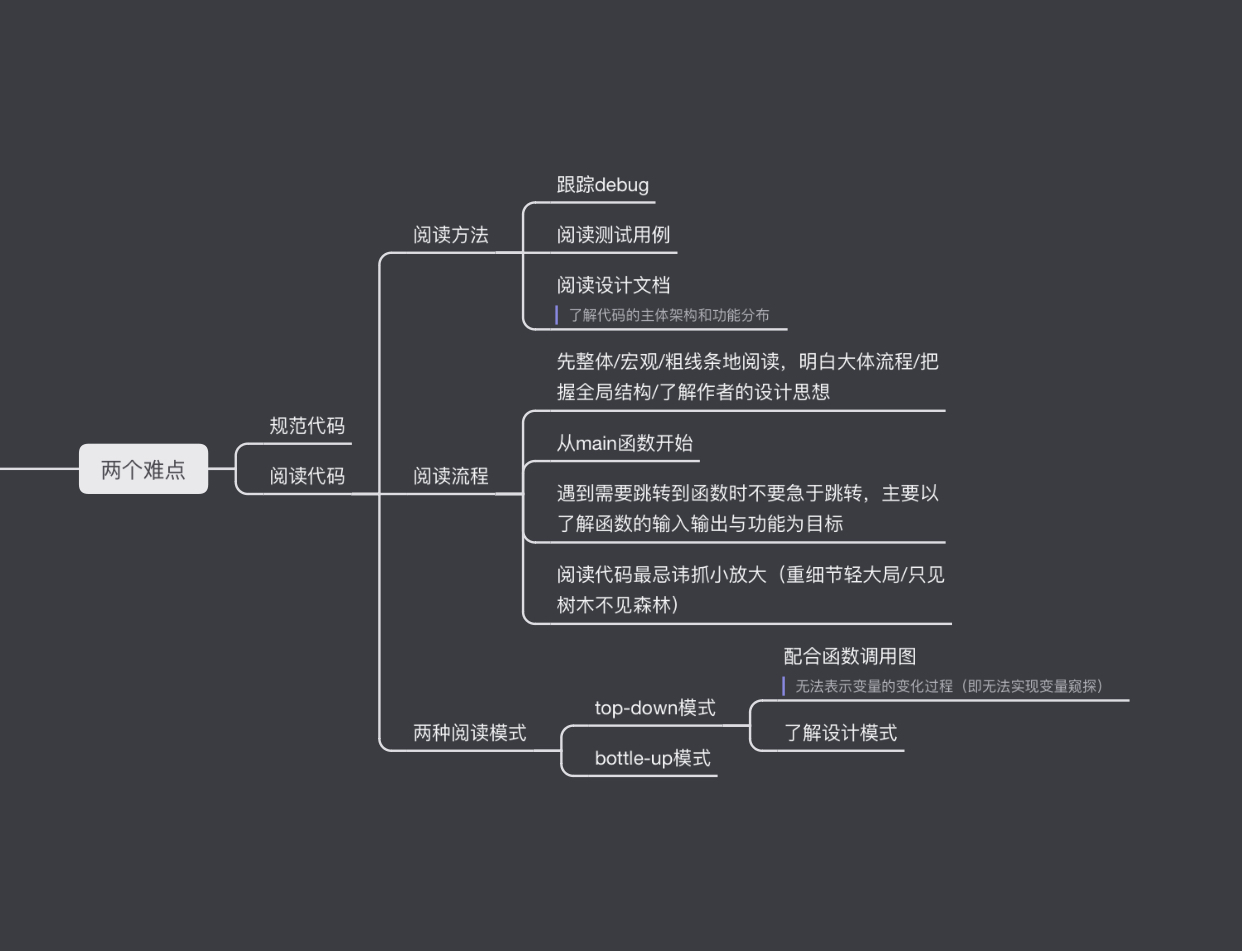 跟踪debug
阅读方法
阅读测试用例
阅读设计文档
了解代码的主体架构和功能分布
先整体/宏观/粗线条地阅读，明白大体流程/把
握全局结构/了解作者的设计思想
规范代码
从main函数开始
两个难点
阅读代码
阅读流程
遇到需要跳转到函数时不要急于跳转，主要以
了解函数的输入输出与功能为目标
阅读代码最忌讳抓小放大（重细节轻大局/只见
树木不见森林）
配合函数调用图
无法表示变量的变化过程（即无法实现变量窥探）
top-down模式
两种阅读模式
了解设计模式
bottle-up模式